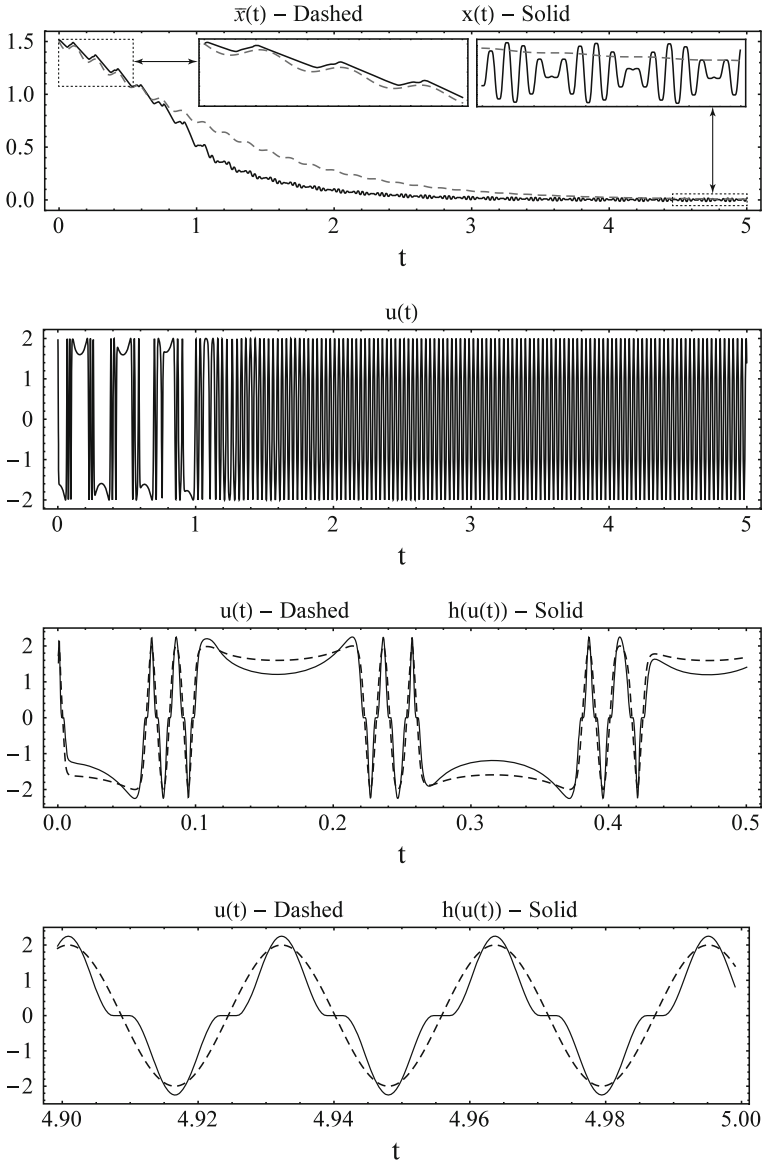 x̅(t) – Dashed x(t) – Solid
1.5
1.0
0.5
0.0
0 1 2 3 4 5
t
u(t)
2
1
0
−1
−2
0 1 2 3 4 5
t
u(t) – Dashed h(u(t)) – Solid
2
1
0
−1
−2
0.0 0.1 0.2 0.3 0.4 0.5
t
u(t) – Dashed h(u(t)) – Solid
2
1
0
−1
−2
4.90 4.92 4.94 4.96 4.98 5.00
t